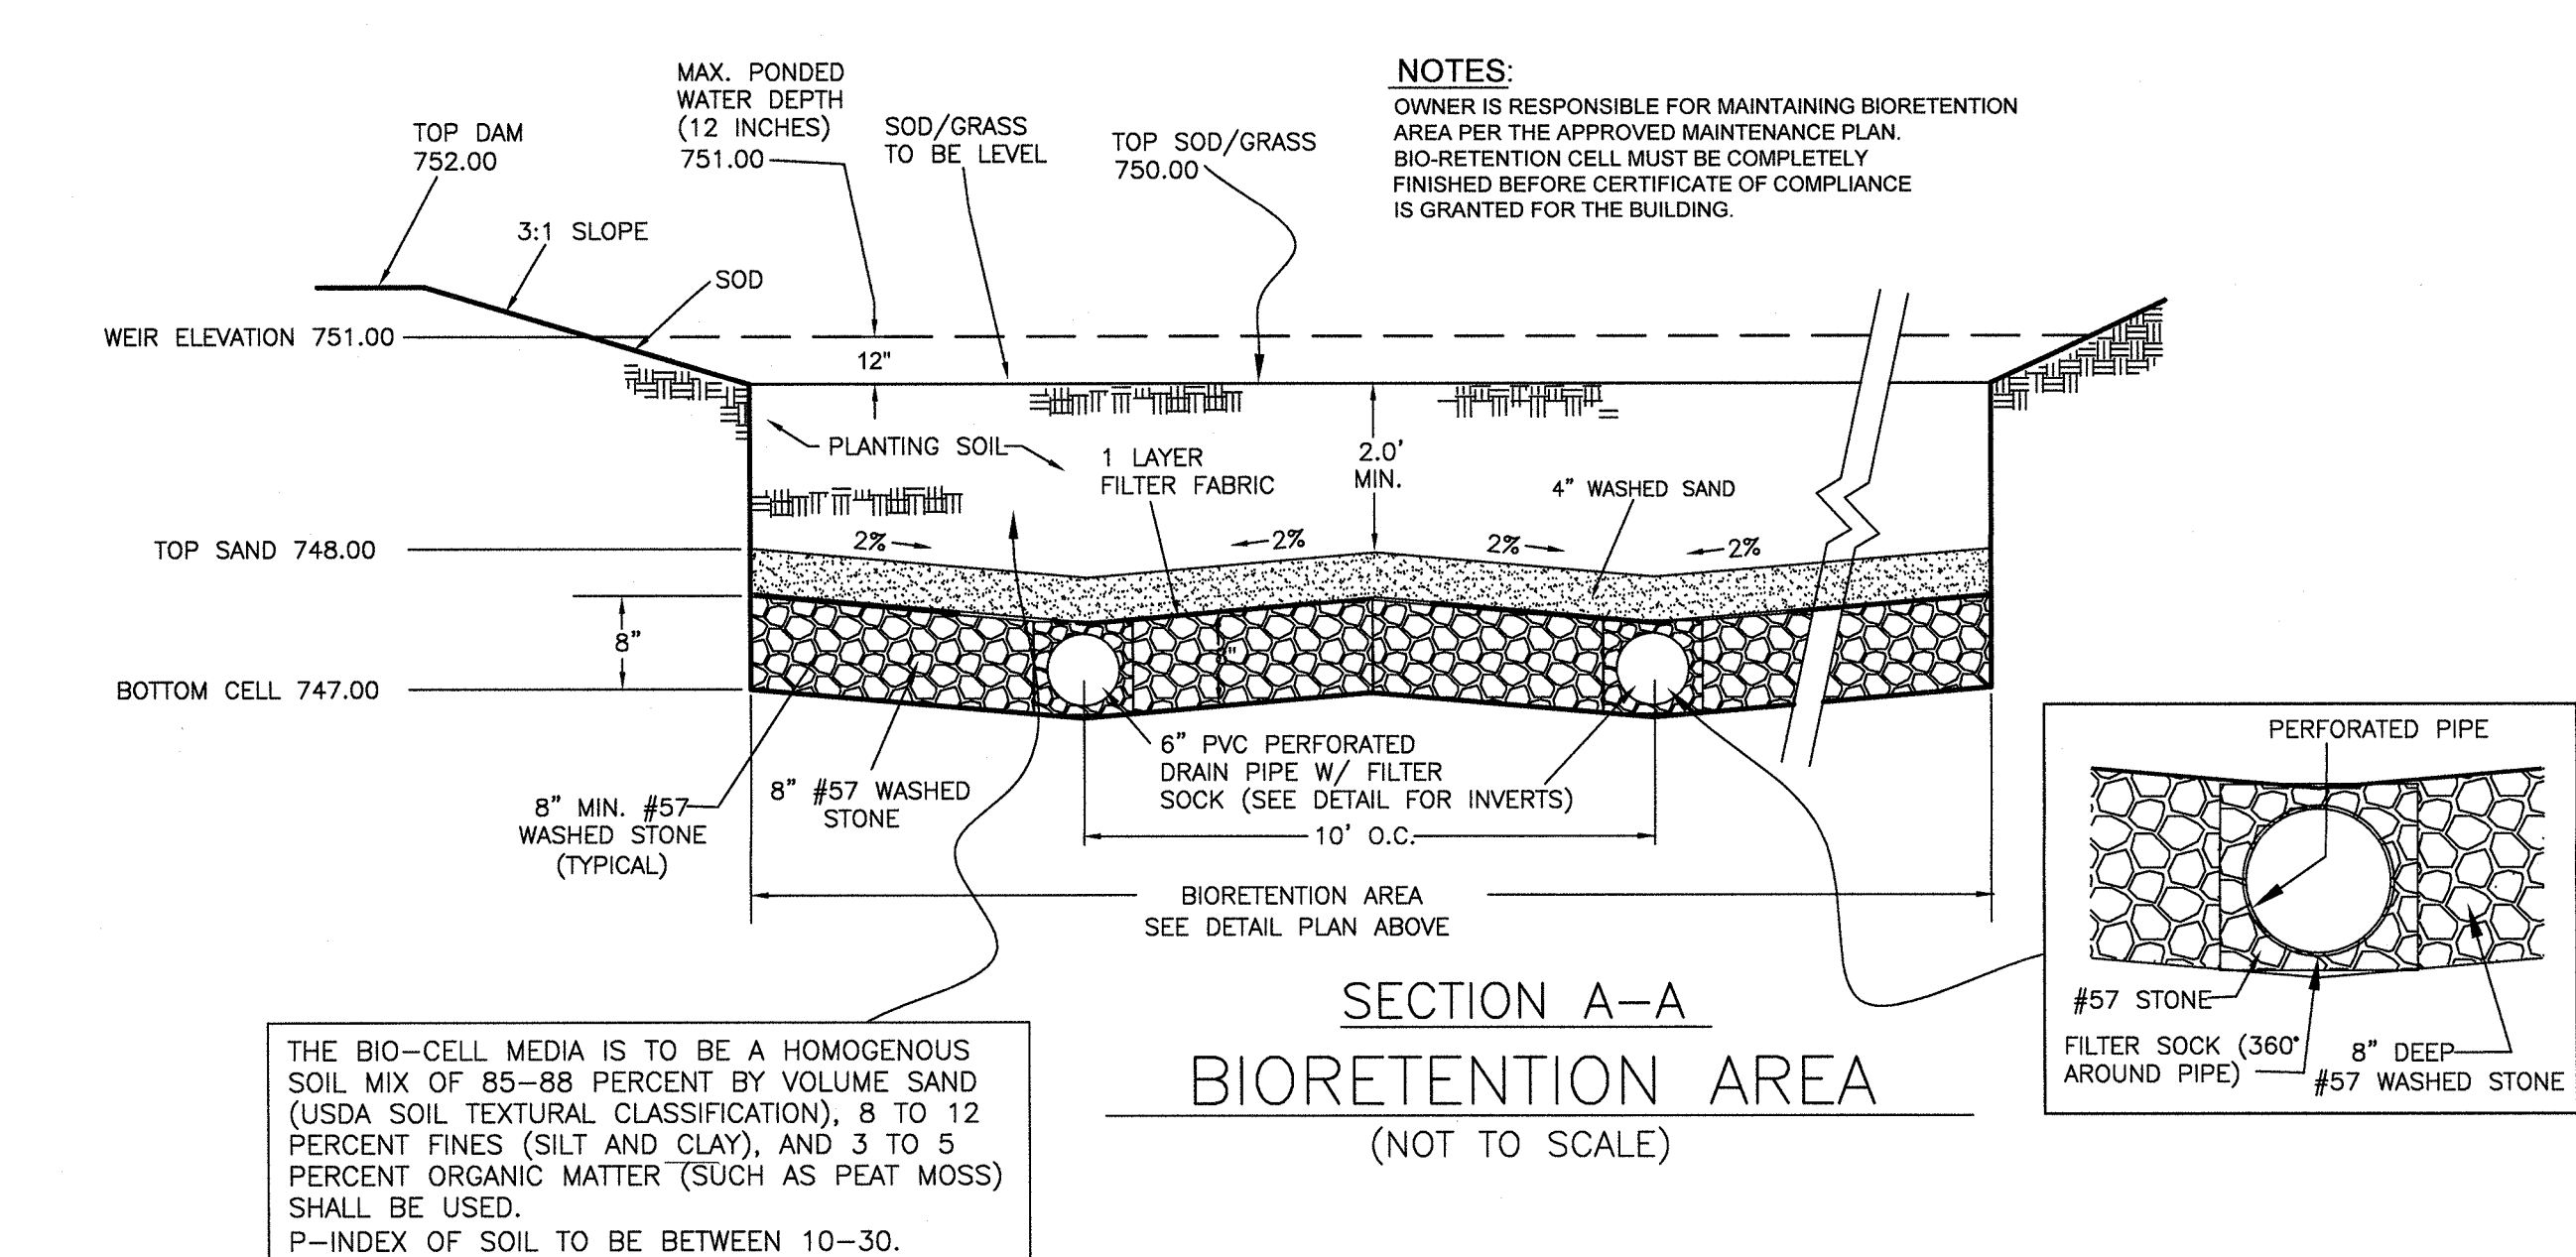 MAX. PONDED
WATER DEPTH
(12 INCHES)
751.00
TOP DAM
752.00
SOD/GRASS
TO BE LEVEL
TOP SOD/GRASS
750.00
NOTES:
OWNER IS RESPONSIBLE FOR MAINTAINING BIORETENTION
AREA PER THE APPROVED MAINTENANCE PLAN.
BIO-RETENTION CELL MUST BE COMPLETELY
FINISHED BEFORE CERTIFICATE OF COMPLIANCE
IS GRANTED FOR THE BUILDING.
3:1 SLOPE
SOD
WEIR ELEVATION 751.00
12"
PLANTING SOIL
1 LAYER
FILTER FABRIC
2.0'
MIN.
4" WASHED SAND
TOP SAND 748.00
2%
2%
2%
2%
8"
8"
BOTTOM CELL 747.00
6" PVC PERFORATED
DRAIN PIPE W/ FILTER
SOCK (SEE DETAIL FOR INVERTS)
8" MIN. #57
WASHED STONE
(TYPICAL)
8" #57 WASHED
STONE
10' O.C.
BIORETENTION AREA
SEE DETAIL PLAN ABOVE
PERFORATED PIPE
#57 STONE
FILTER SOCK (360°
AROUND PIPE)
8" DEEP
#57 WASHED STONE
SECTION A-A
BIORETENTION AREA
(NOT TO SCALE)
THE BIO-CELL MEDIA IS TO BE A HOMOGENOUS
SOIL MIX OF 85-88 PERCENT BY VOLUME SAND
(USDA SOIL TEXTURAL CLASSIFICATION), 8 TO 12
PERCENT FINES (SILT AND CLAY), AND 3 TO 5
PERCENT ORGANIC MATTER (SUCH AS PEAT MOSS)
SHALL BE USED.
P-INDEX OF SOIL TO BE BETWEEN 10-30.